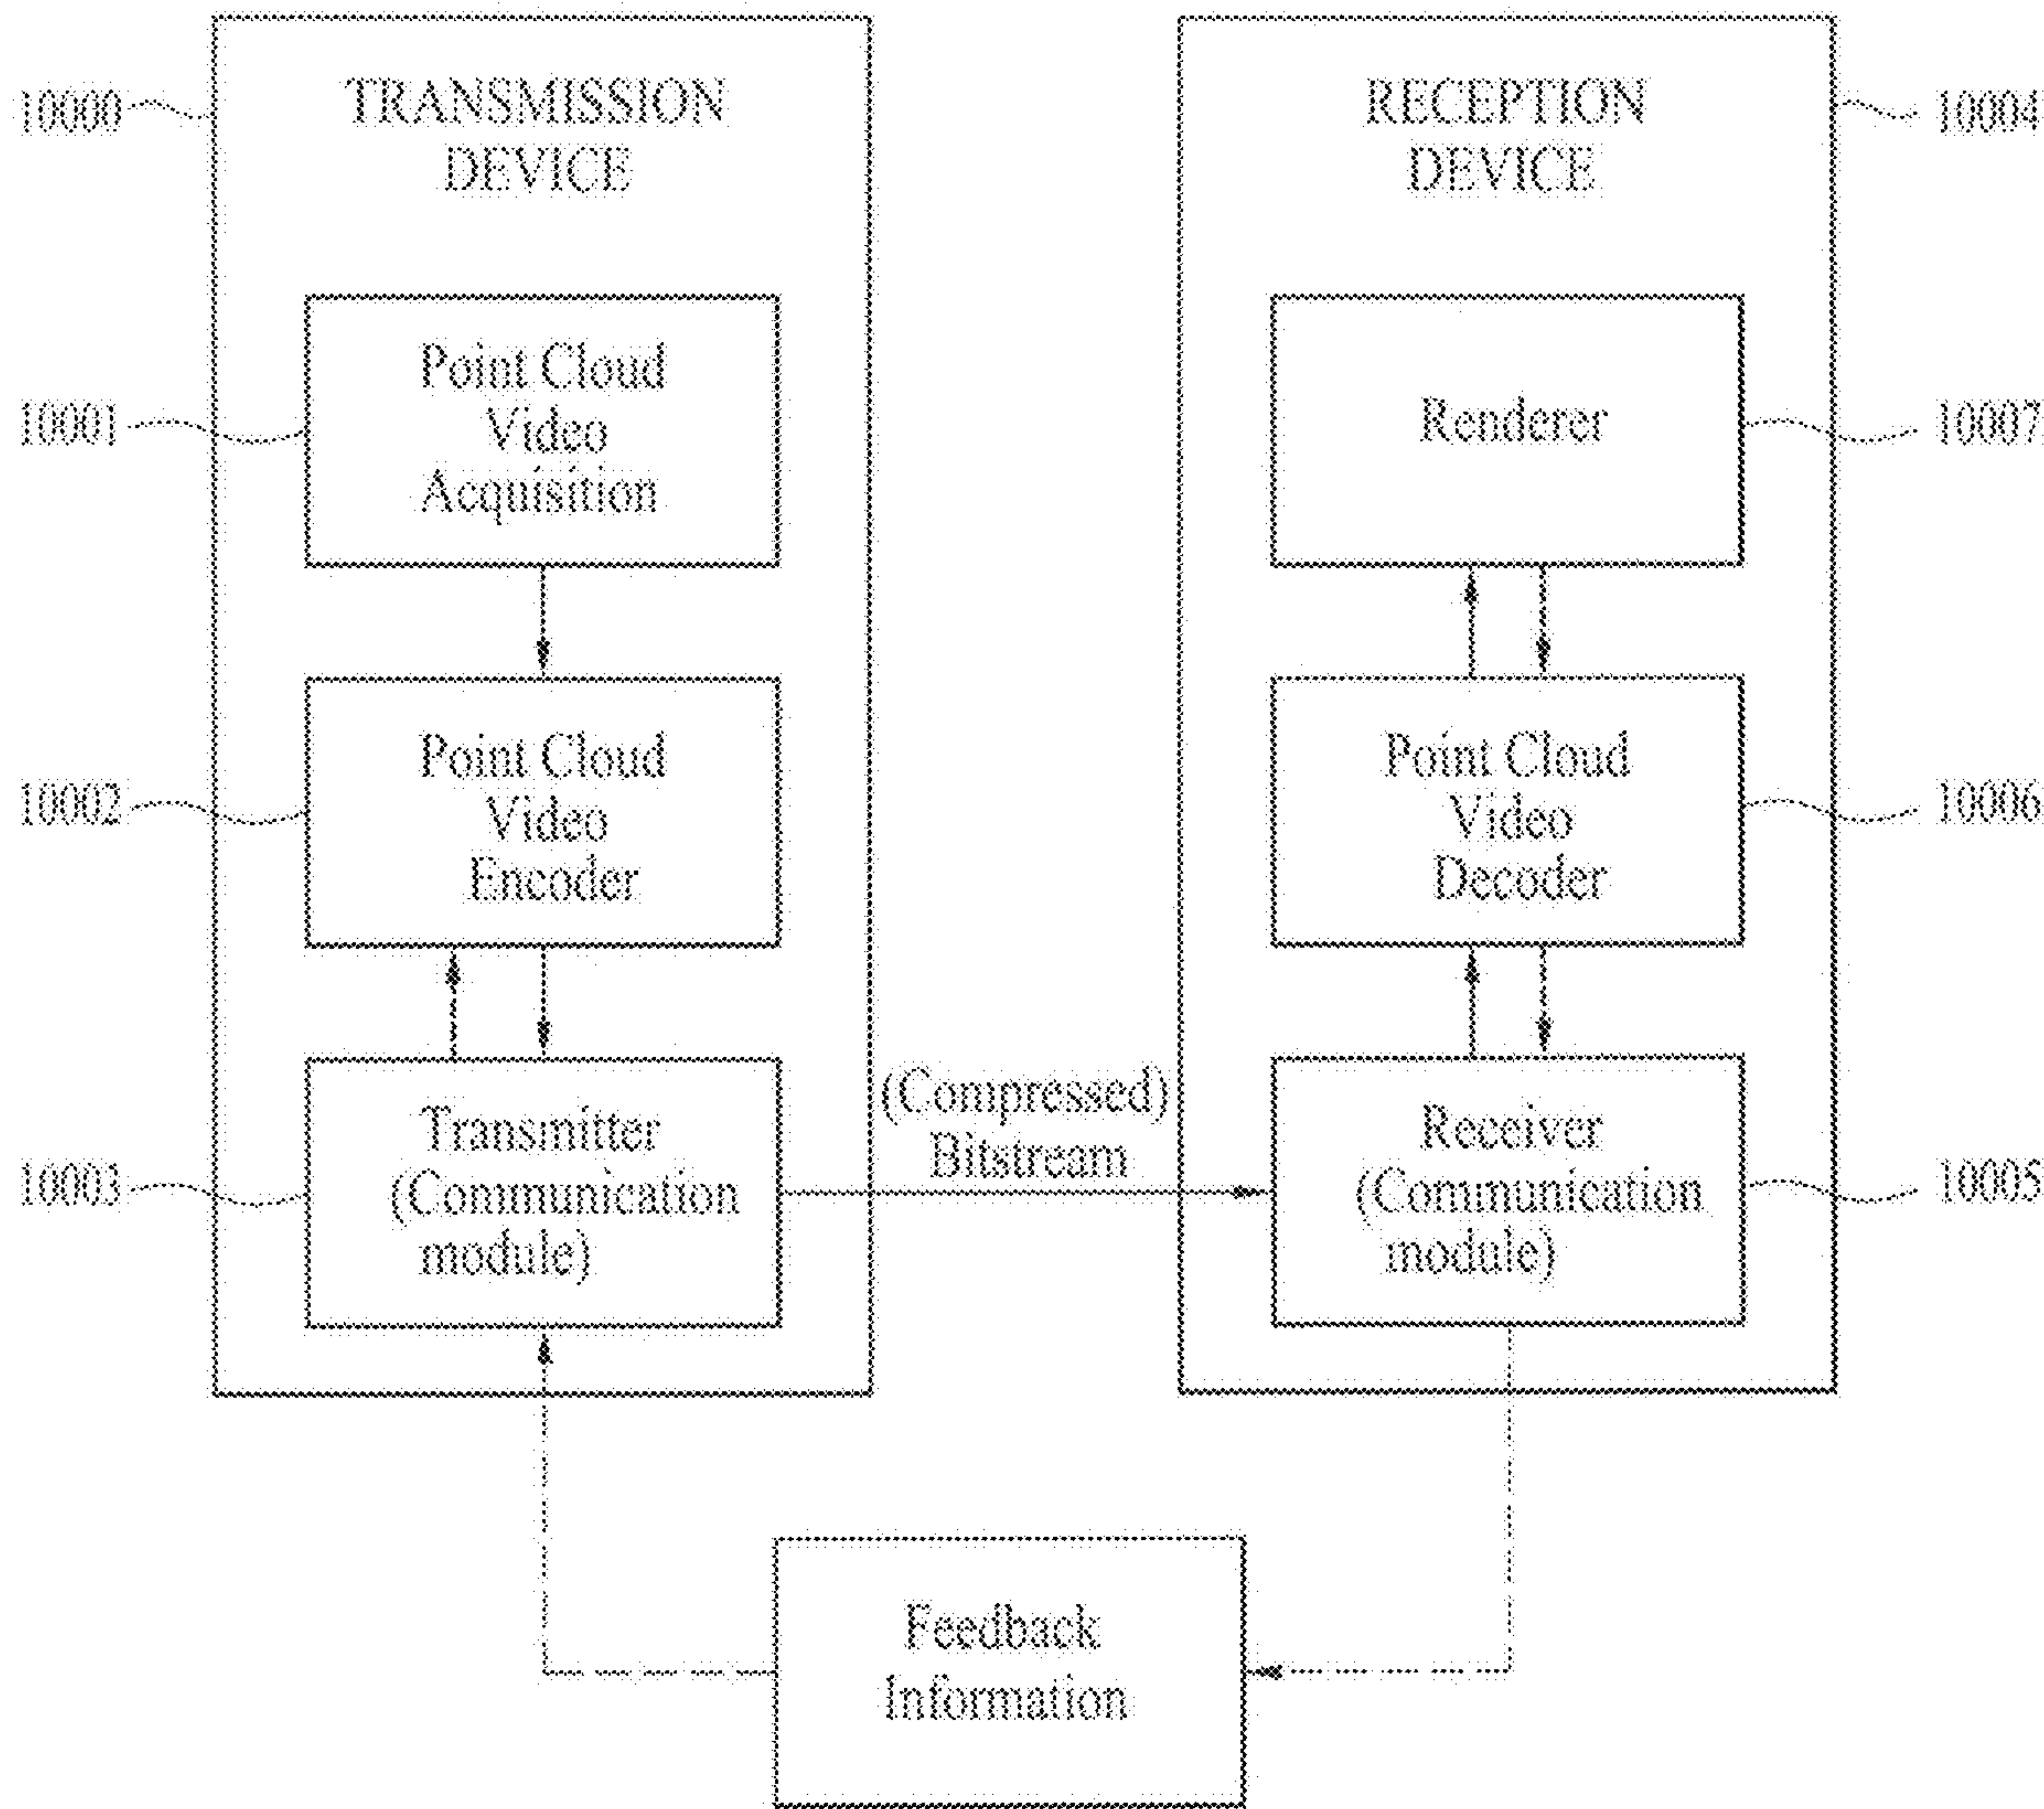 10000
TRANSMISSION
DEVICE
10001
Point Cloud
Video
Acquisition
10002
Point Cloud
Video
Encoder
10003
Transmitter
(Communication
module)
(Compressed)
Bitstream
RECEPTION
DEVICE
10004
Renderer
10007
Point Cloud
Video
Decoder
10006
Receiver
(Communication
module)
10005
Feedback
Information